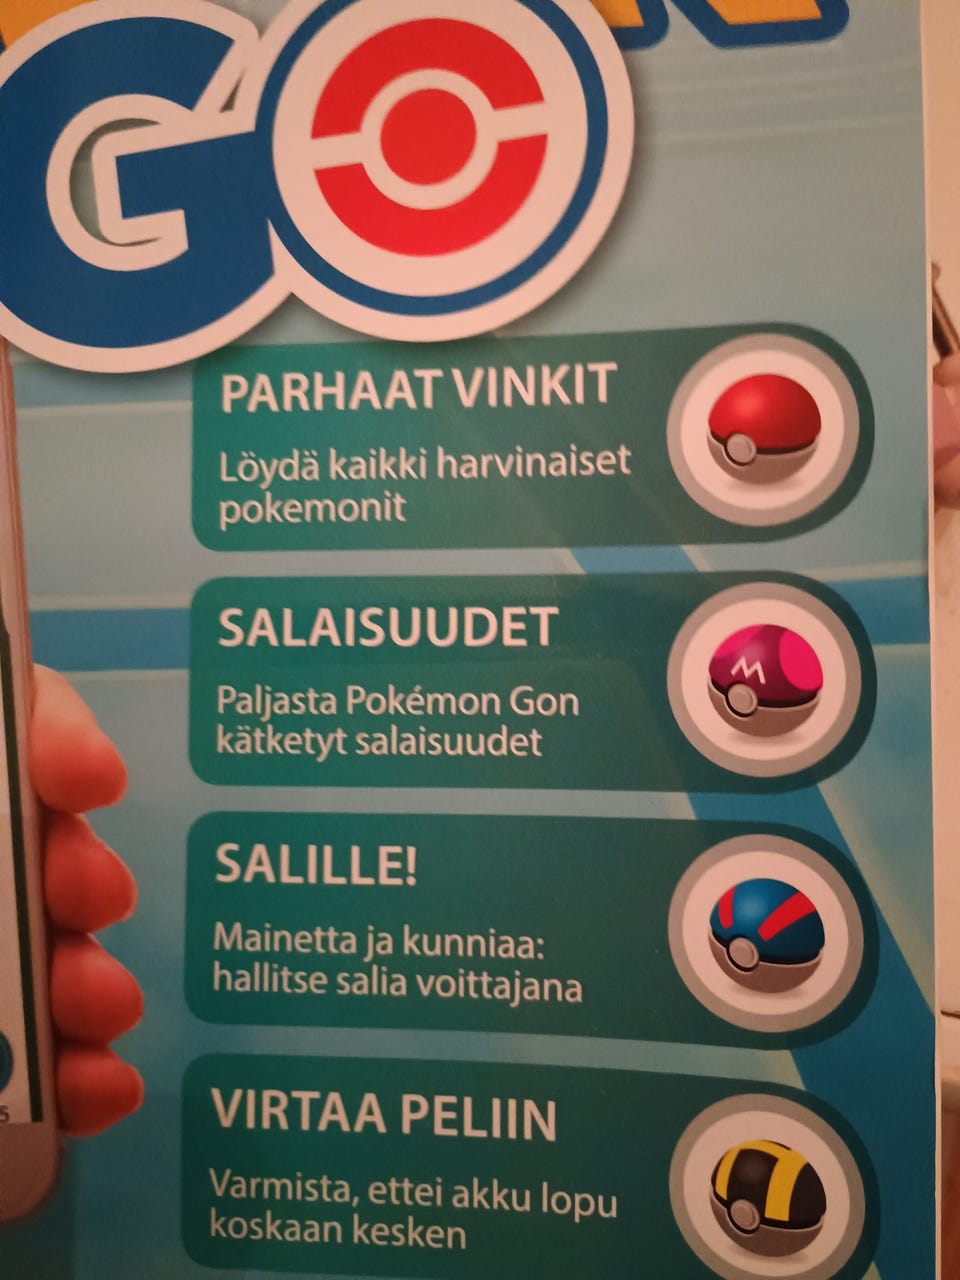 GO
PARHAAT VINKIT
Löydä kaikki harvinaiset
pokemonit
SALAISUUDET
Paljasta Pokémon Gon
kätketyt salaisuudet
M
SALILLE!
Mainetta ja kunniaa:
hallitse salia voittajana
VIRTAA PELIIN
Varmista, ettei akku lopu
koskaan kesken